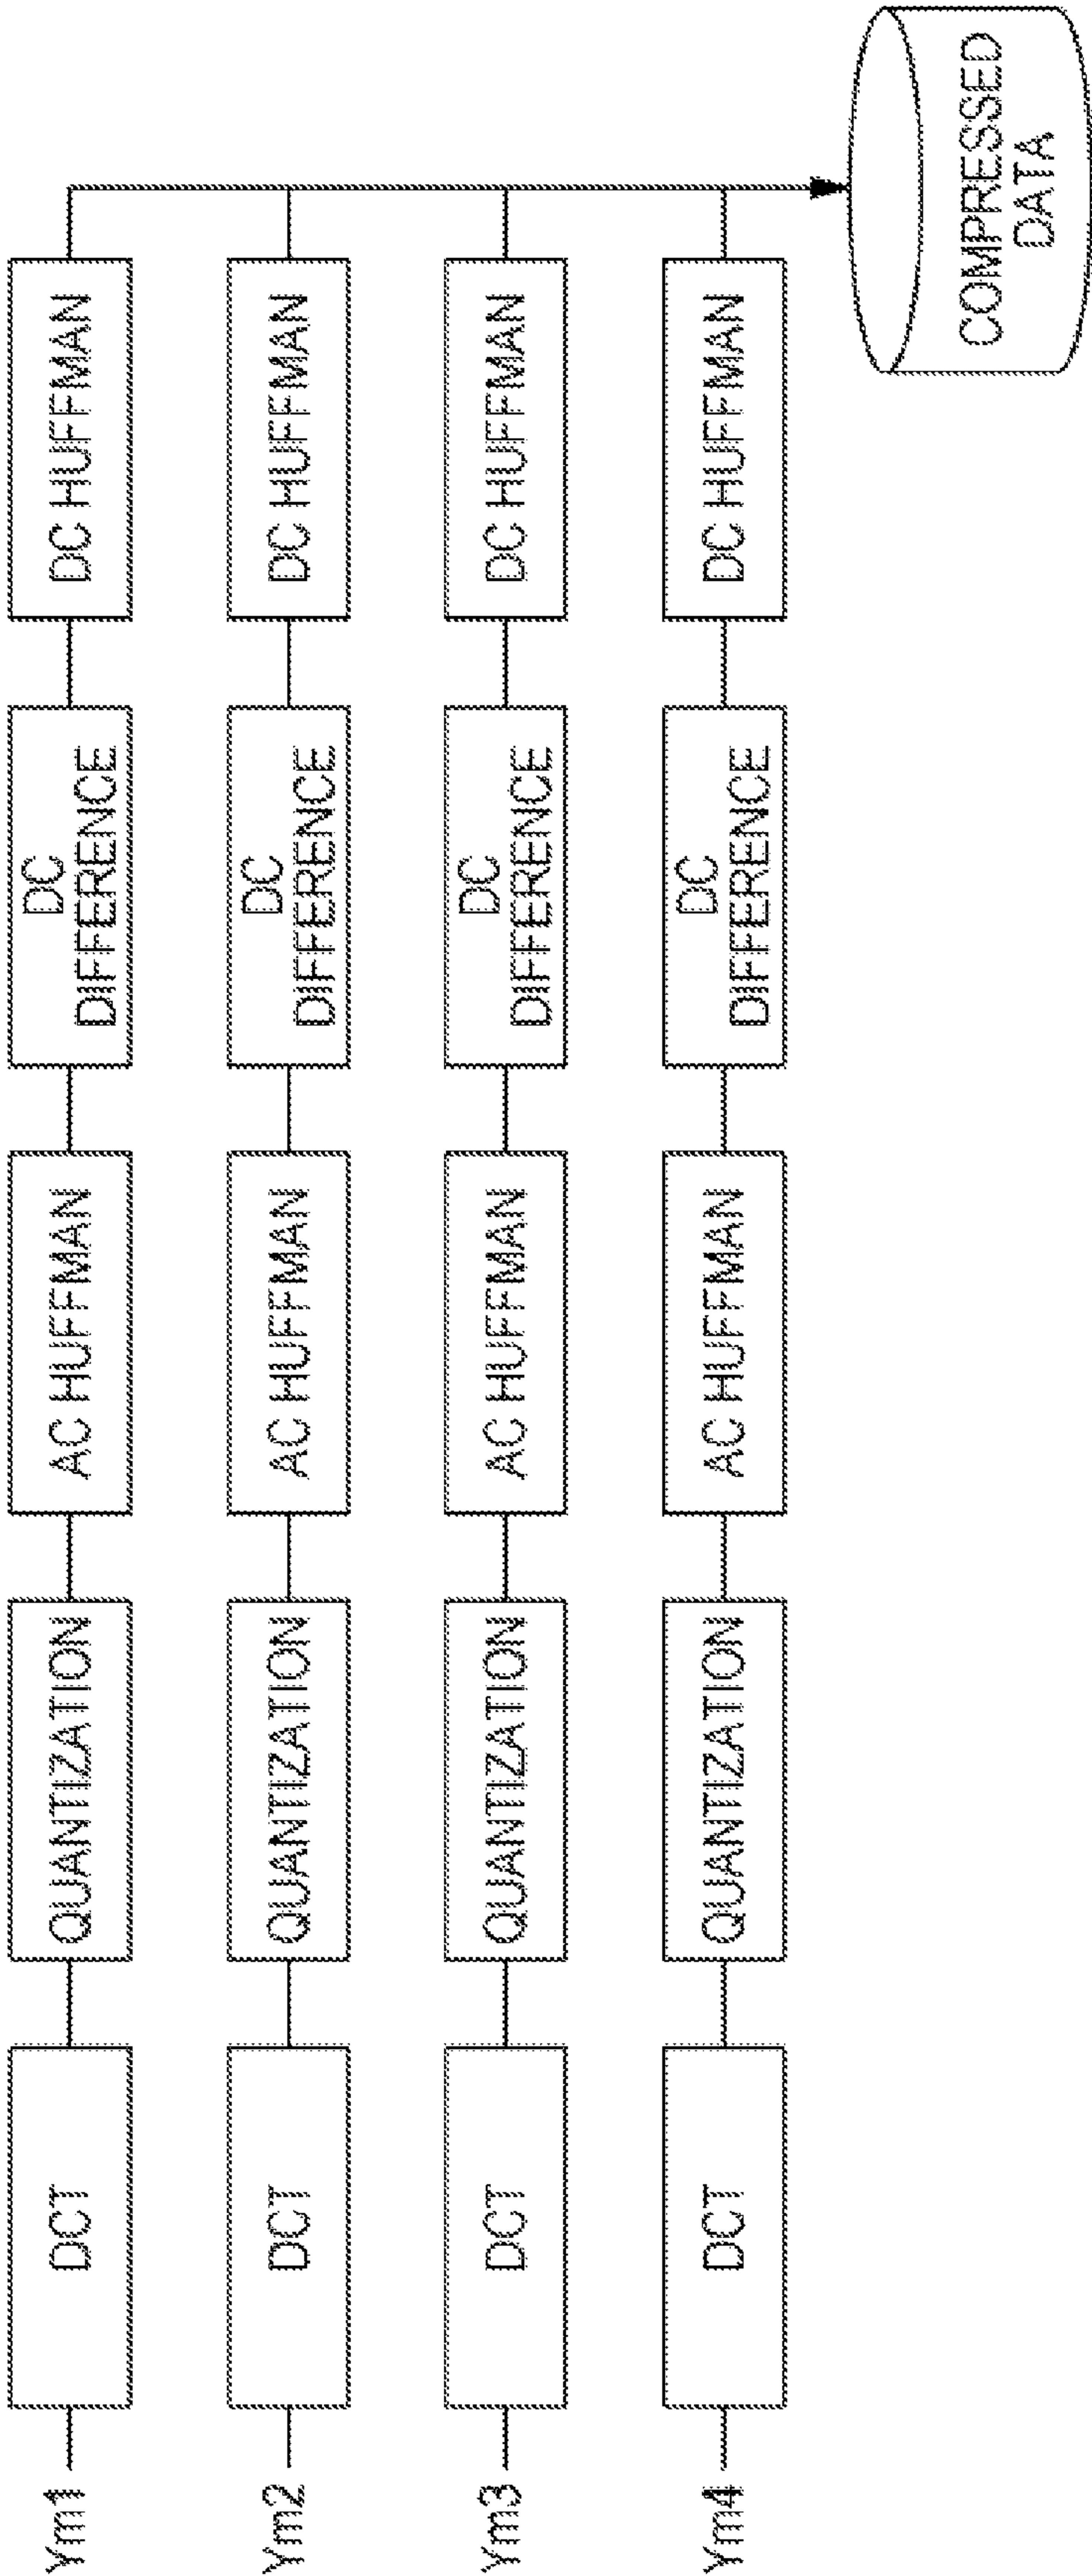 Ym1
DCT
QUANTIZATION
AC HUFFMAN
DC
DIFFERENCE
DC HUFFMAN
Ym2
DCT
QUANTIZATION
AC HUFFMAN
DC
DIFFERENCE
DC HUFFMAN
Ym3
DCT
QUANTIZATION
AC HUFFMAN
DC
DIFFERENCE
DC HUFFMAN
Ym4
DCT
QUANTIZATION
AC HUFFMAN
DC
DIFFERENCE
DC HUFFMAN
COMPRESSED
DATA